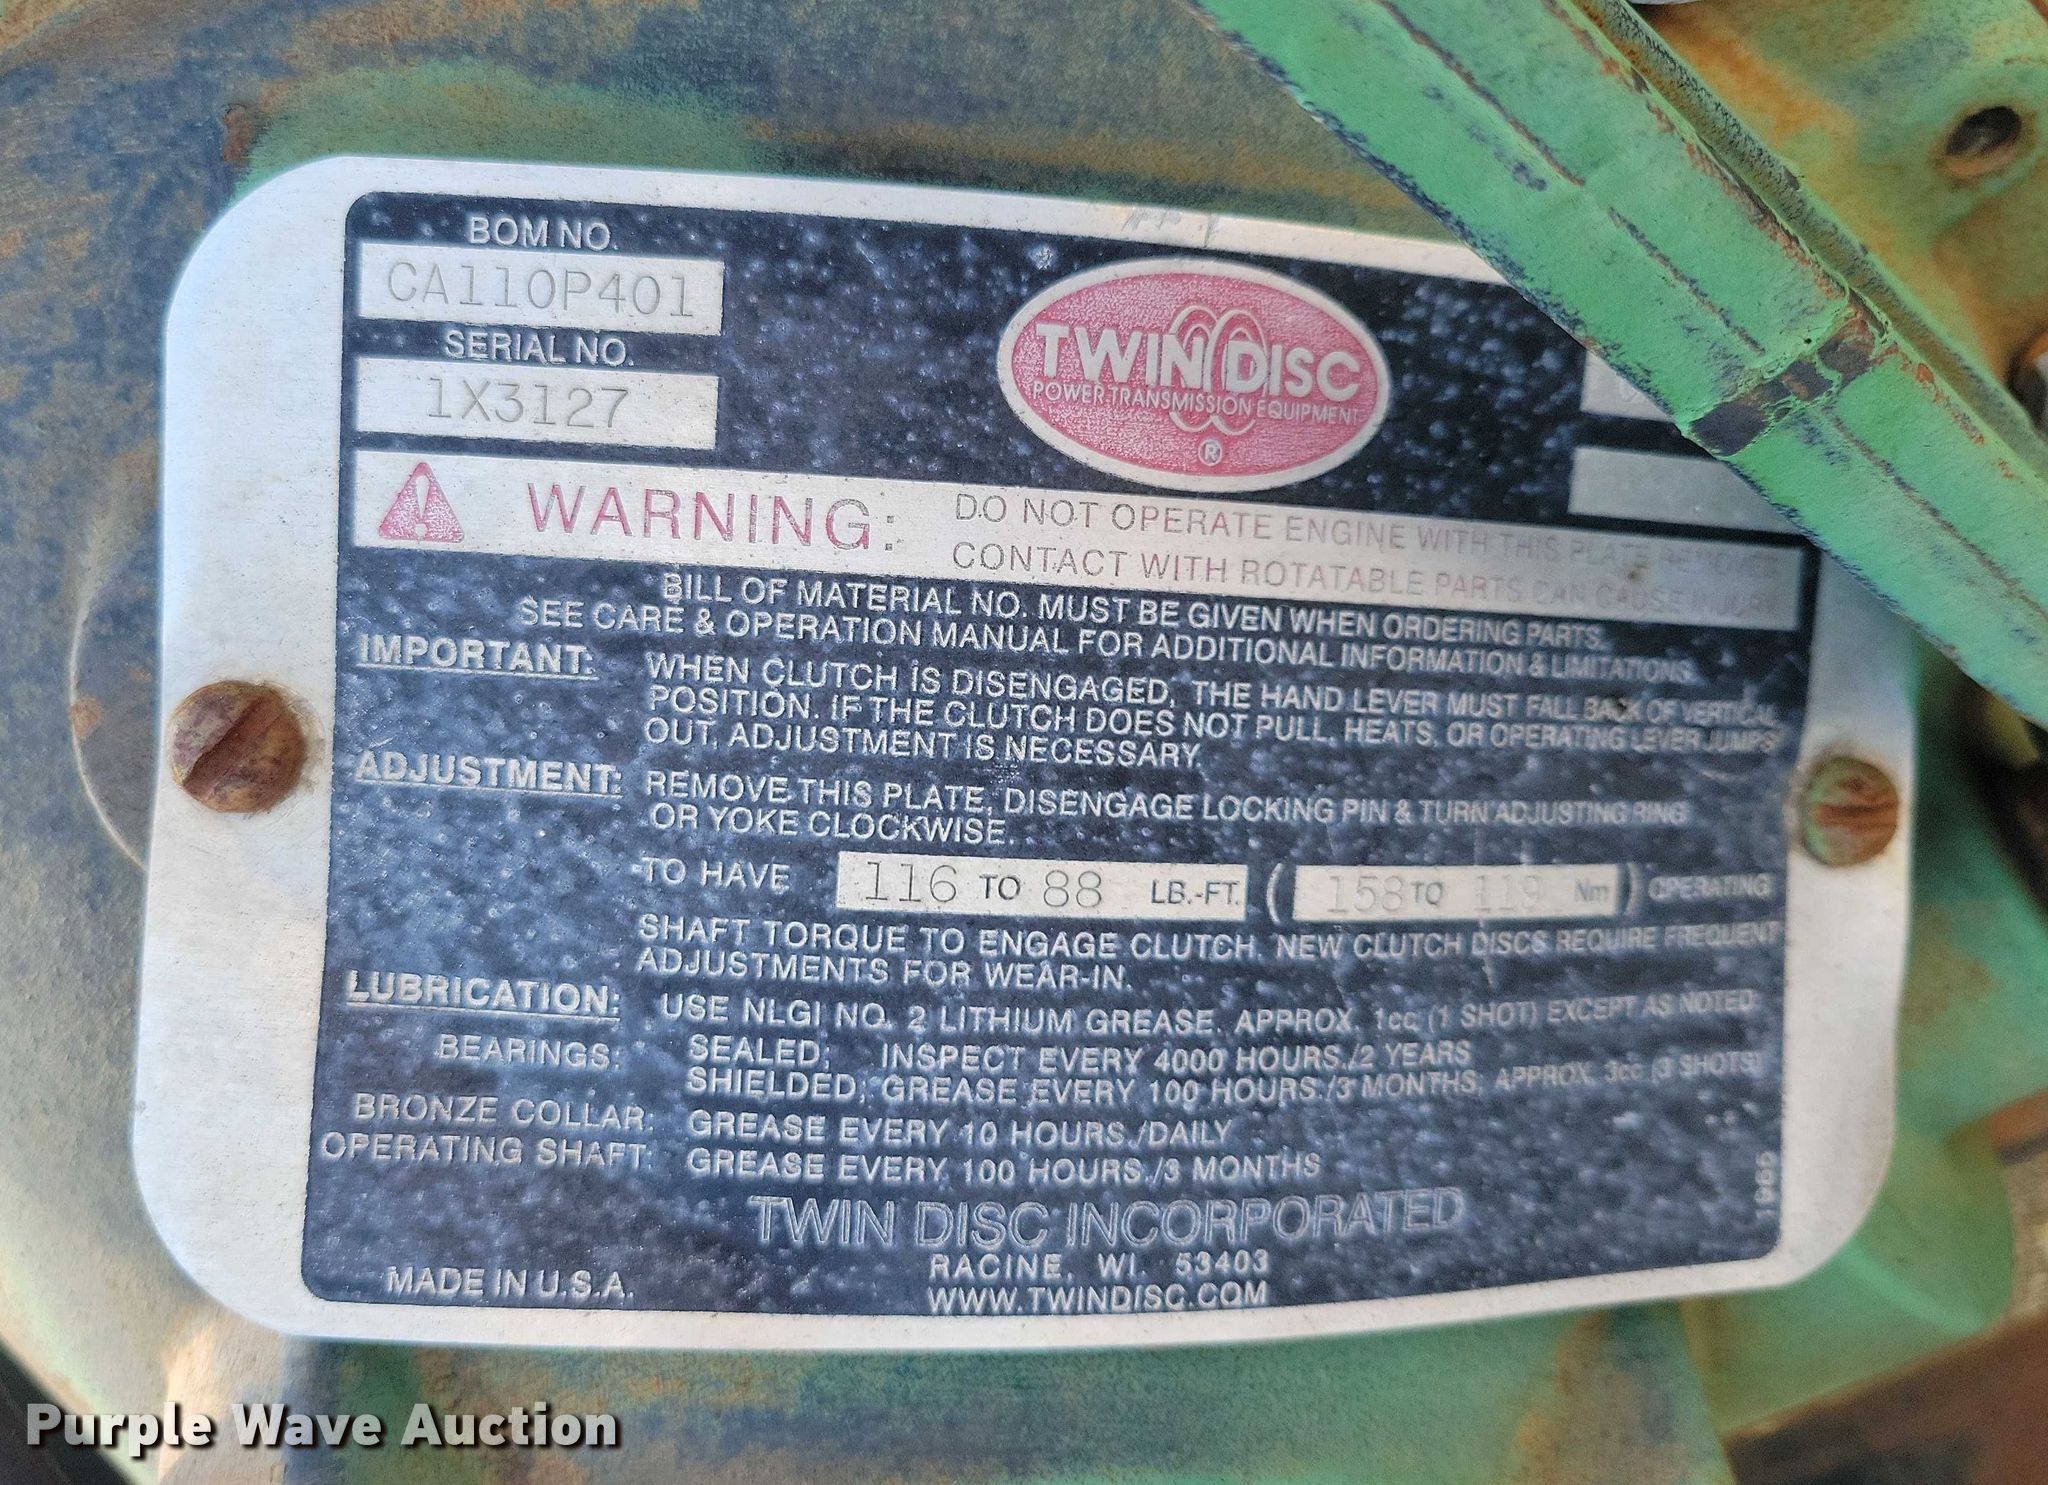 BOM NO.
CA110P401
SERIAL NO.
1X3127
TWIN DISC
POWER TRANSMISSION EQUIPMENT
®
WARNING: DO NOT OPERATE ENGINE WITH THIS PLATE REMOVED
CONTACT WITH ROTATABLE PARTS CAN CAUSE INJURY
BILL OF MATERIAL NO. MUST BE GIVEN WHEN ORDERING PARTS.
SEE CARE & OPERATION MANUAL FOR ADDITIONAL INFORMATION & LIMITATIONS.
IMPORTANT: WHEN CLUTCH IS DISENGAGED, THE HAND LEVER MUST FALL BACK OF VERTICAL
POSITION. IF THE CLUTCH DOES NOT PULL, HEATS, OR OPERATING LEVER JUMPS
OUT, ADJUSTMENT IS NECESSARY.
ADJUSTMENT: REMOVE THIS PLATE, DISENGAGE LOCKING PIN & TURN ADJUSTING RING
OR YOKE CLOCKWISE.
TO HAVE 116 TO 88 LB.-FT. (158 TO 119 Nm) OPERATING
SHAFT TORQUE TO ENGAGE CLUTCH. NEW CLUTCH DISCS REQUIRE FREQUENT
ADJUSTMENTS FOR WEAR-IN.
LUBRICATION: USE NLGI NO. 2 LITHIUM GREASE. APPROX. 1cc (1 SHOT) EXCEPT AS NOTED
BEARINGS: SEALED: INSPECT EVERY 4000 HOURS./2 YEARS
SHIELDED: GREASE EVERY 100 HOURS./3 MONTHS, APPROX. 3cc (3 SHOTS)
BRONZE COLLAR: GREASE EVERY 10 HOURS./DAILY
OPERATING SHAFT: GREASE EVERY 100 HOURS./3 MONTHS
TWIN DISC INCORPORATED
RACINE, WI. 53403
WWW.TWINDISC.COM
MADE IN U.S.A.
Purple Wave Auction